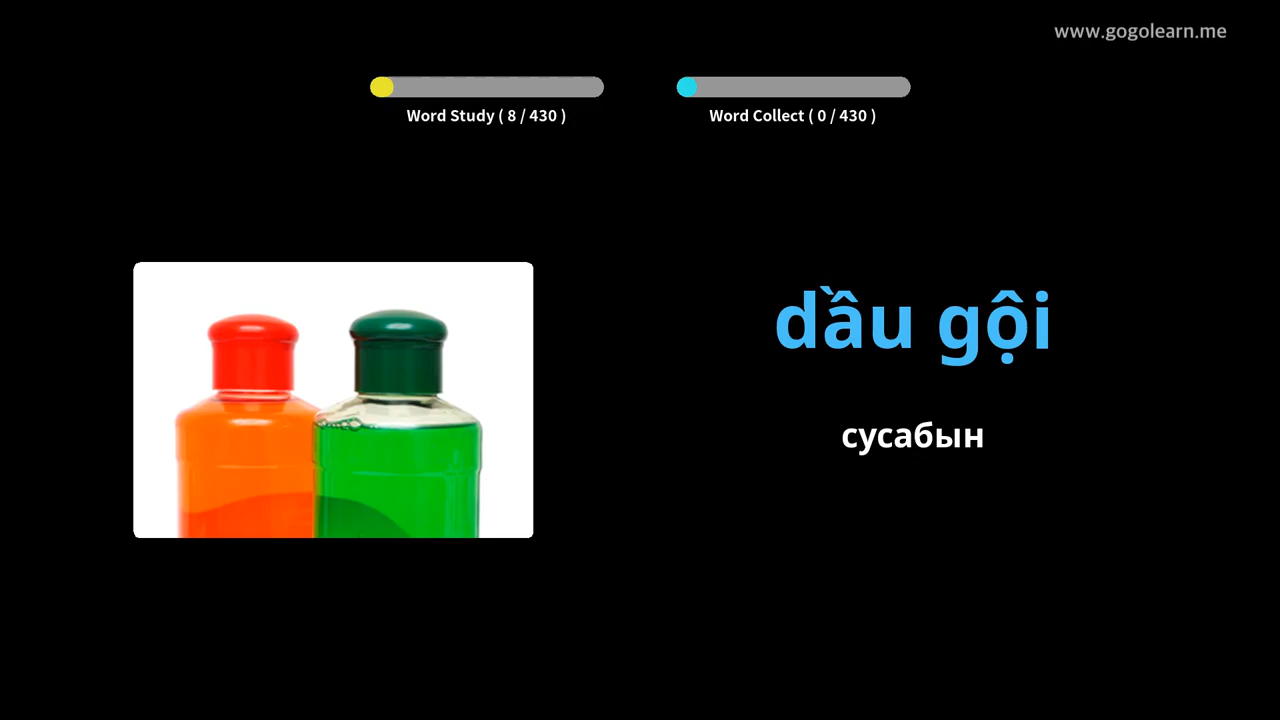 www.gogolearn.me
Word Study ( 8 / 430 )
Word Collect ( 0 / 430 )
dầu gội
сусабын